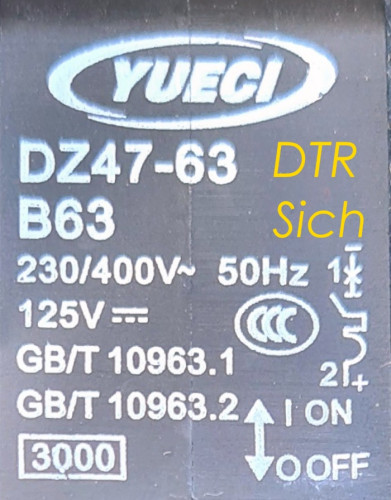 YUECI
DZ47-63 DTR
B63 Sich
230/400V~ 50Hz 1
125V⎓ CCC
GB/T 10963.1
GB/T 10963.2 2 +
I ON
3000 O OFF